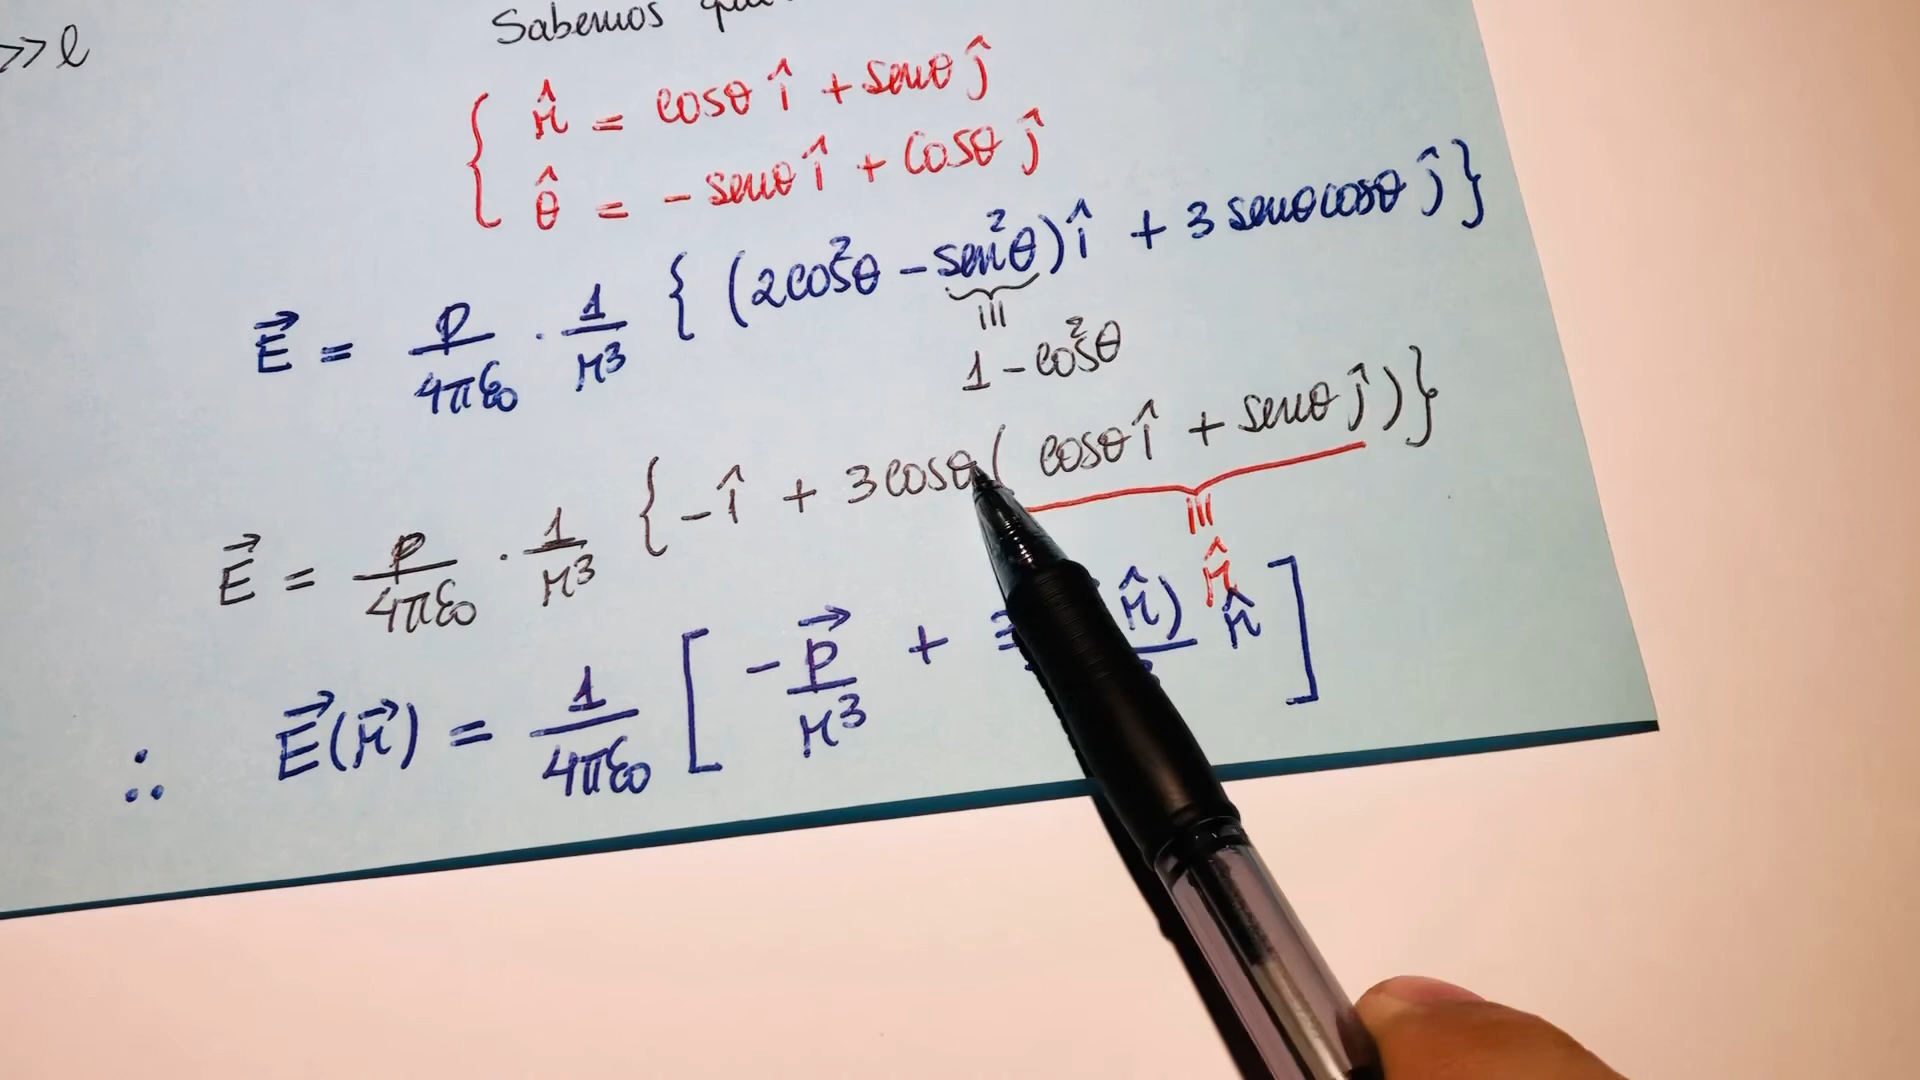 >> l
Sabemos
{ r̂ = cosθ î + senθ ĵ
θ̂ = - senθ î + cosθ ĵ
E⃗ = p/4πε₀ · 1/r³ { (2cos²θ - sen²θ) î + 3 senθcosθ ĵ }
≡
1 - cos²θ
E⃗ = p/4πε₀ · 1/r³ { - î + 3cosθ ( cosθ î + senθ ĵ ) }
≡
r̂
∴ E⃗(r⃗) = 1/4πε₀ [ -p⃗/r³ + r̂) r̂ ]